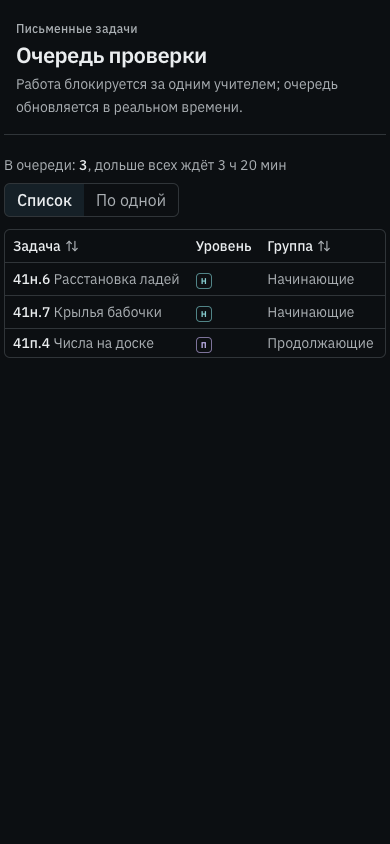 Письменные задачи
Очередь проверки
Работа блокируется за одним учителем; очередь
обновляется в реальном времени.
В очереди: 3, дольше всех ждёт 3 ч 20 мин
Список По одной
Задача Уровень Группа
41н.6 Расстановка ладей н Начинающие
41н.7 Крылья бабочки н Начинающие
41п.4 Числа на доске п Продолжающие